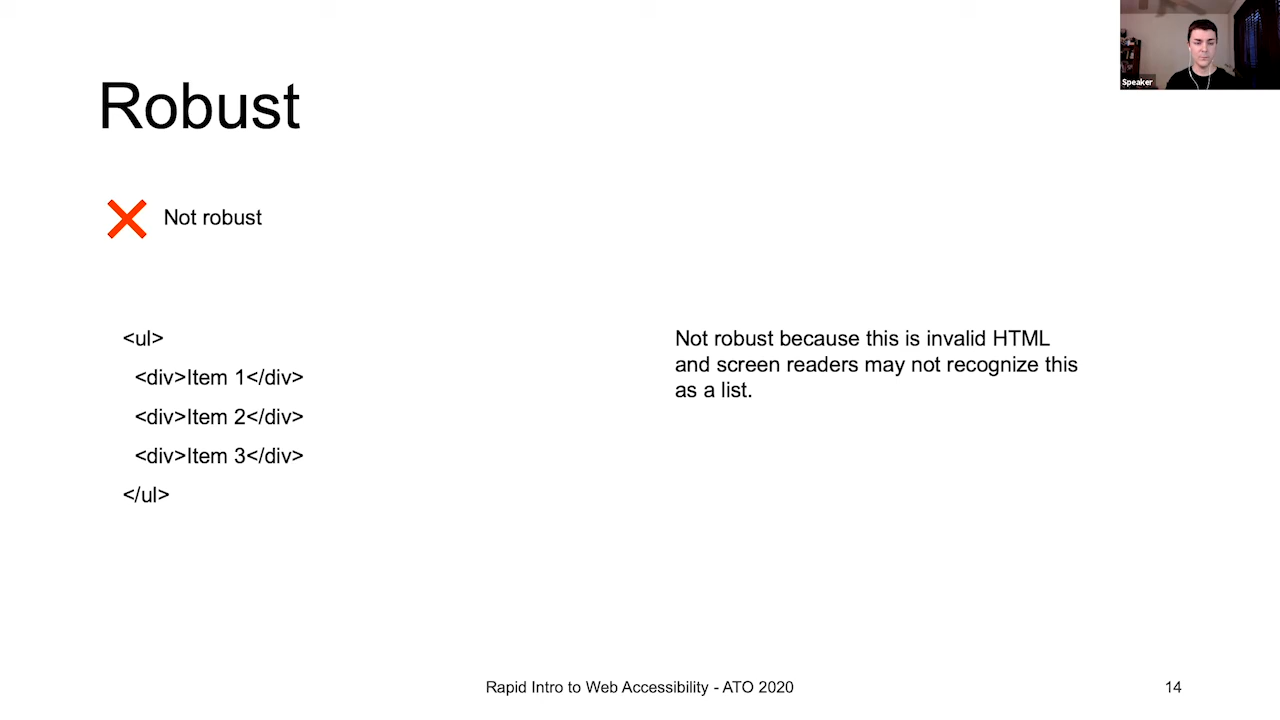 Speaker
Robust
Not robust
<ul>
<div>Item 1</div>
<div>Item 2</div>
<div>Item 3</div>
</ul>
Not robust because this is invalid HTML
and screen readers may not recognize this
as a list.
Rapid Intro to Web Accessibility - ATO 2020
14